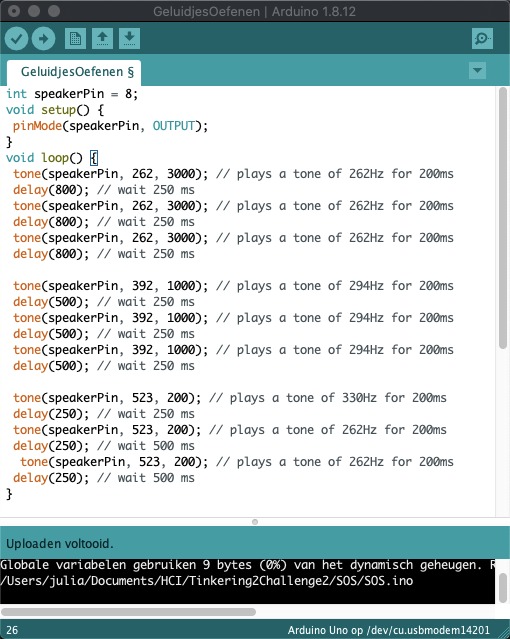 GeluidjesOefenen | Arduino 1.8.12
GeluidjesOefenen §
int speakerPin = 8;
void setup() {
pinMode(speakerPin, OUTPUT);
}
void loop() {
tone(speakerPin, 262, 3000); // plays a tone of 262Hz for 200ms
delay(800); // wait 250 ms
tone(speakerPin, 262, 3000); // plays a tone of 262Hz for 200ms
delay(800); // wait 250 ms
tone(speakerPin, 262, 3000); // plays a tone of 262Hz for 200ms
delay(800); // wait 250 ms
tone(speakerPin, 392, 1000); // plays a tone of 294Hz for 200ms
delay(500); // wait 250 ms
tone(speakerPin, 392, 1000); // plays a tone of 294Hz for 200ms
delay(500); // wait 250 ms
tone(speakerPin, 392, 1000); // plays a tone of 294Hz for 200ms
delay(500); // wait 250 ms
tone(speakerPin, 523, 200); // plays a tone of 330Hz for 200ms
delay(250); // wait 250 ms
tone(speakerPin, 523, 200); // plays a tone of 262Hz for 200ms
delay(250); // wait 500 ms
tone(speakerPin, 523, 200); // plays a tone of 262Hz for 200ms
delay(250); // wait 500 ms
}
Uploaden voltooid.
Globale variabelen gebruiken 9 bytes (0%) van het dynamisch geheugen. R
/Users/julia/Documents/HCI/Tinkering2Challenge2/SOS/SOS.ino
26
Arduino Uno op /dev/cu.usbmodem14201